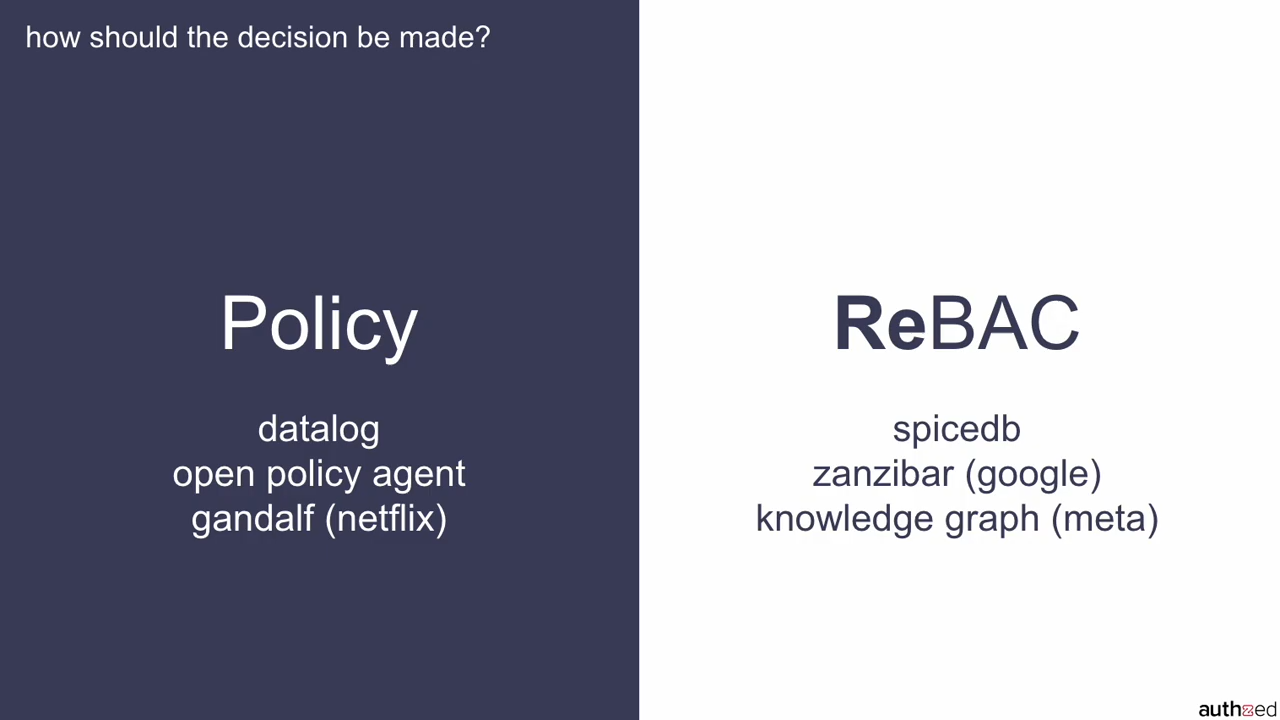 how should the decision be made?
Policy
datalog
open policy agent
gandalf (netflix)
ReBAC
spicedb
zanzibar (google)
knowledge graph (meta)
authzed